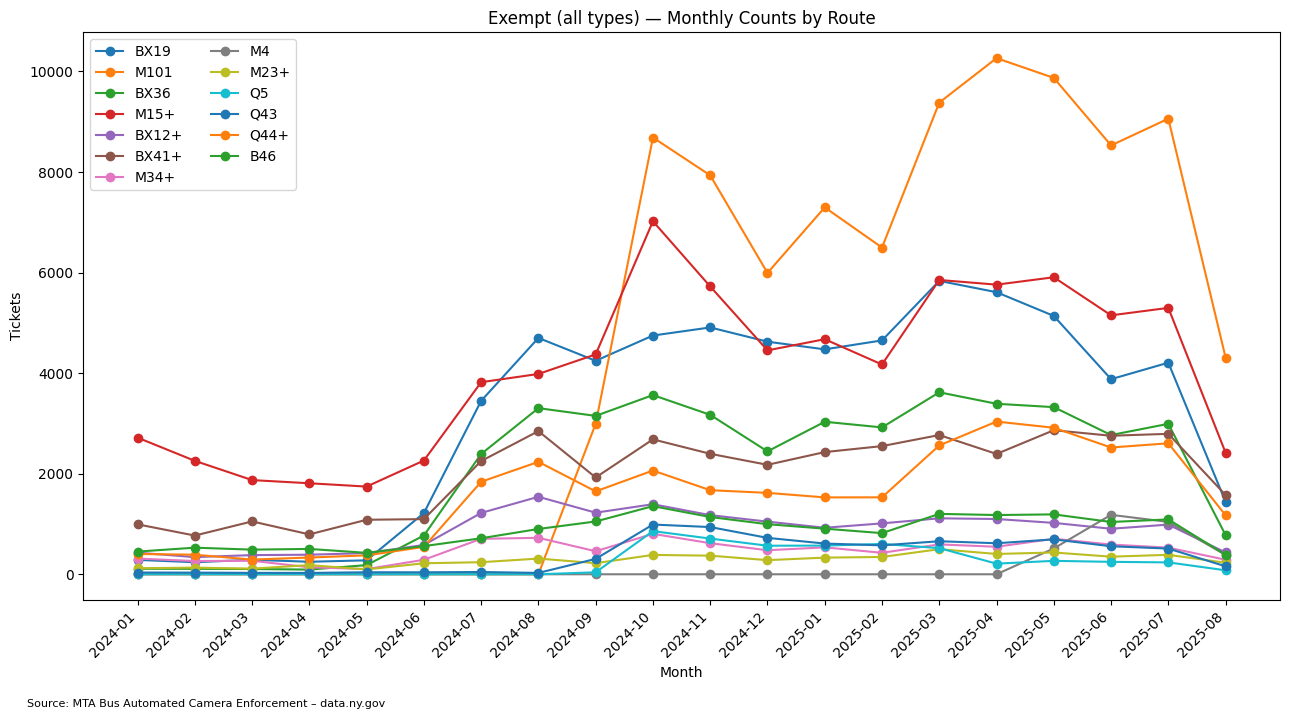 Exempt (all types) — Monthly Counts by Route
BX19
M101
BX36
M15+
BX12+
BX41+
M34+
M4
M23+
Q5
Q43
Q44+
B46
Tickets
10000
8000
6000
4000
2000
0
2024-01
2024-02
2024-03
2024-04
2024-05
2024-06
2024-07
2024-08
2024-09
2024-10
2024-11
2024-12
2025-01
2025-02
2025-03
2025-04
2025-05
2025-06
2025-07
2025-08
Month
Source: MTA Bus Automated Camera Enforcement – data.ny.gov